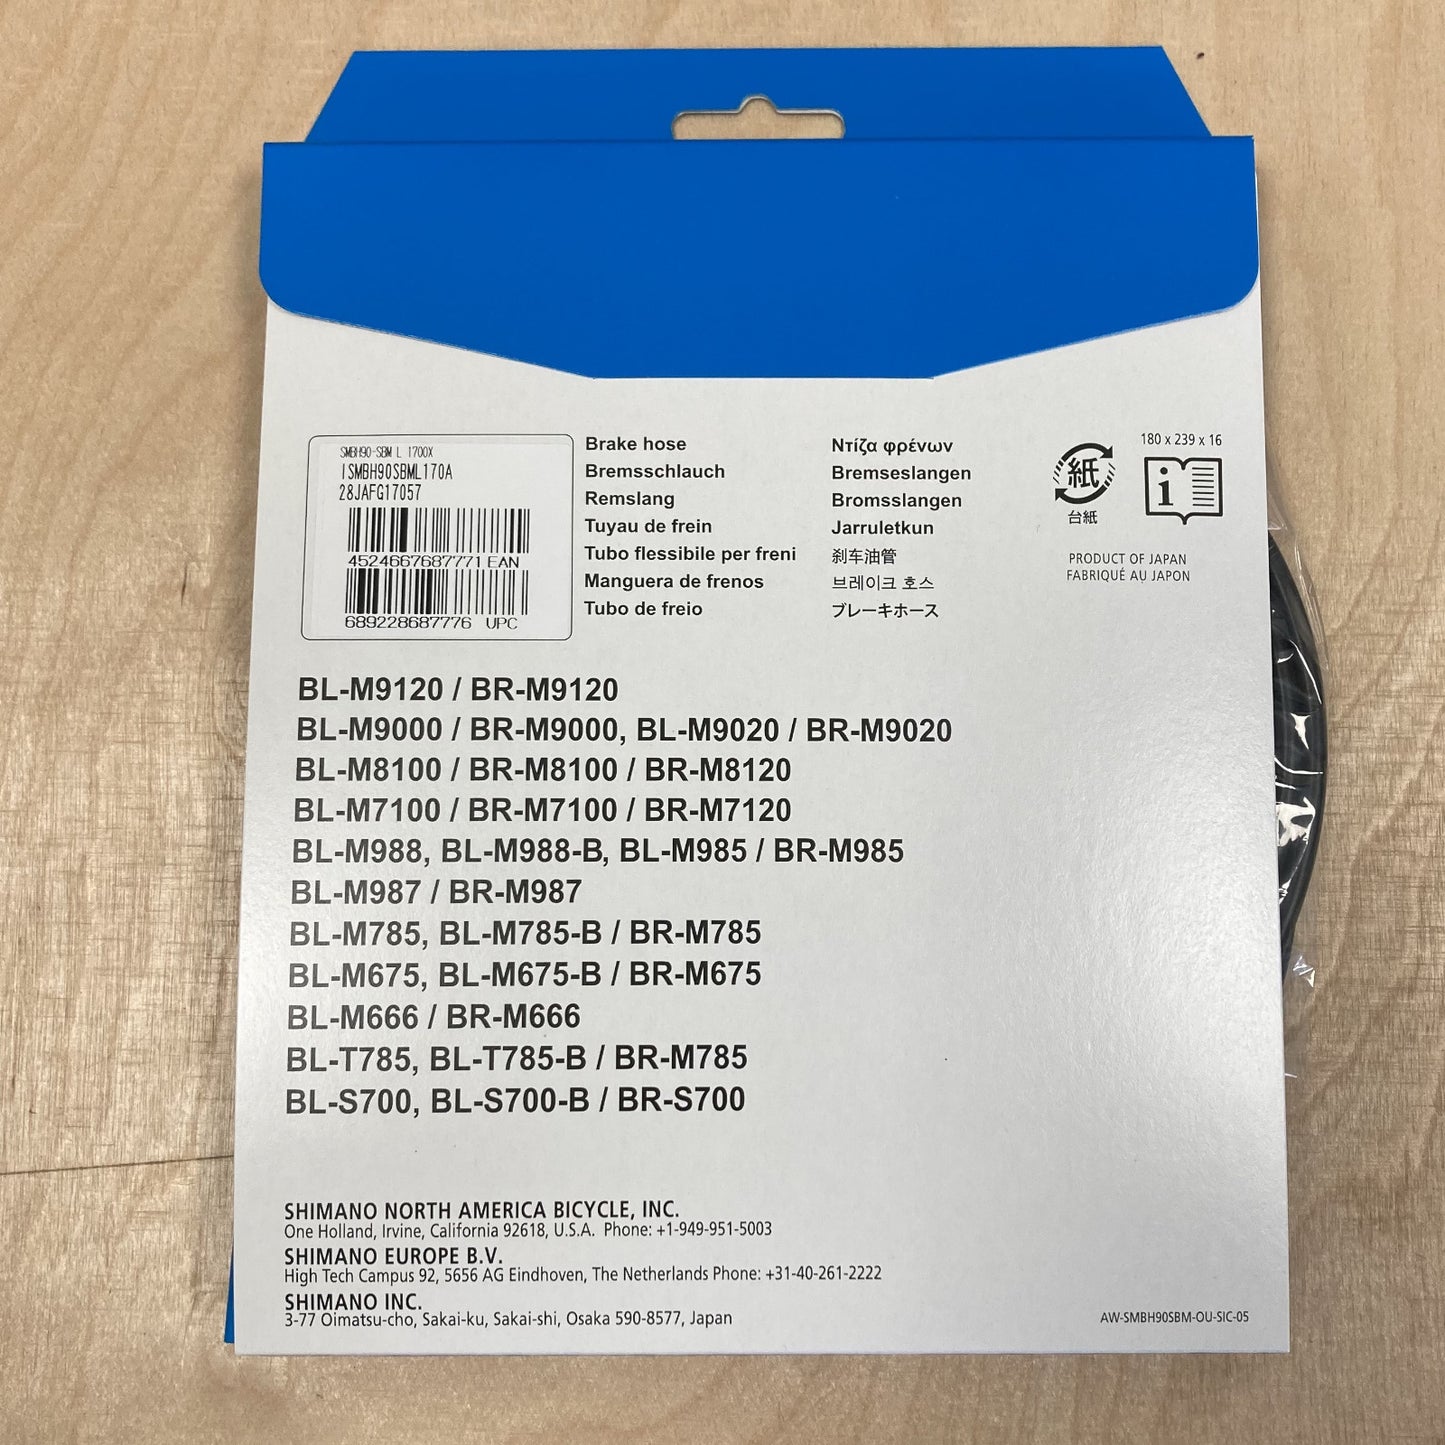 SMBH90-SBM L 1700X
ISMBH90SBML170A
28JAFG17057
4524667687771 EAN
689228687776 UPC
Brake hose
Bremsschlauch
Remslang
Tuyau de frein
Tubo flessibile per freni
Manguera de frenos
Tubo de freio
Ντίζα φρένων
Bremseslangen
Bromsslangen
Jarruletkun
刹车油管
브레이크 호스
ブレーキホース
紙
台紙
180 x 239 x 16
i
PRODUCT OF JAPAN
FABRIQUÉ AU JAPON
BL-M9120 / BR-M9120
BL-M9000 / BR-M9000, BL-M9020 / BR-M9020
BL-M8100 / BR-M8100 / BR-M8120
BL-M7100 / BR-M7100 / BR-M7120
BL-M988, BL-M988-B, BL-M985 / BR-M985
BL-M987 / BR-M987
BL-M785, BL-M785-B / BR-M785
BL-M675, BL-M675-B / BR-M675
BL-M666 / BR-M666
BL-T785, BL-T785-B / BR-M785
BL-S700, BL-S700-B / BR-S700
SHIMANO NORTH AMERICA BICYCLE, INC.
One Holland, Irvine, California 92618, U.S.A. Phone: +1-949-951-5003
SHIMANO EUROPE B.V.
High Tech Campus 92, 5656 AG Eindhoven, The Netherlands Phone: +31-40-261-2222
SHIMANO INC.
3-77 Oimatsu-cho, Sakai-ku, Sakai-shi, Osaka 590-8577, Japan
AW-SMBH90SBM-OU-SIC-05